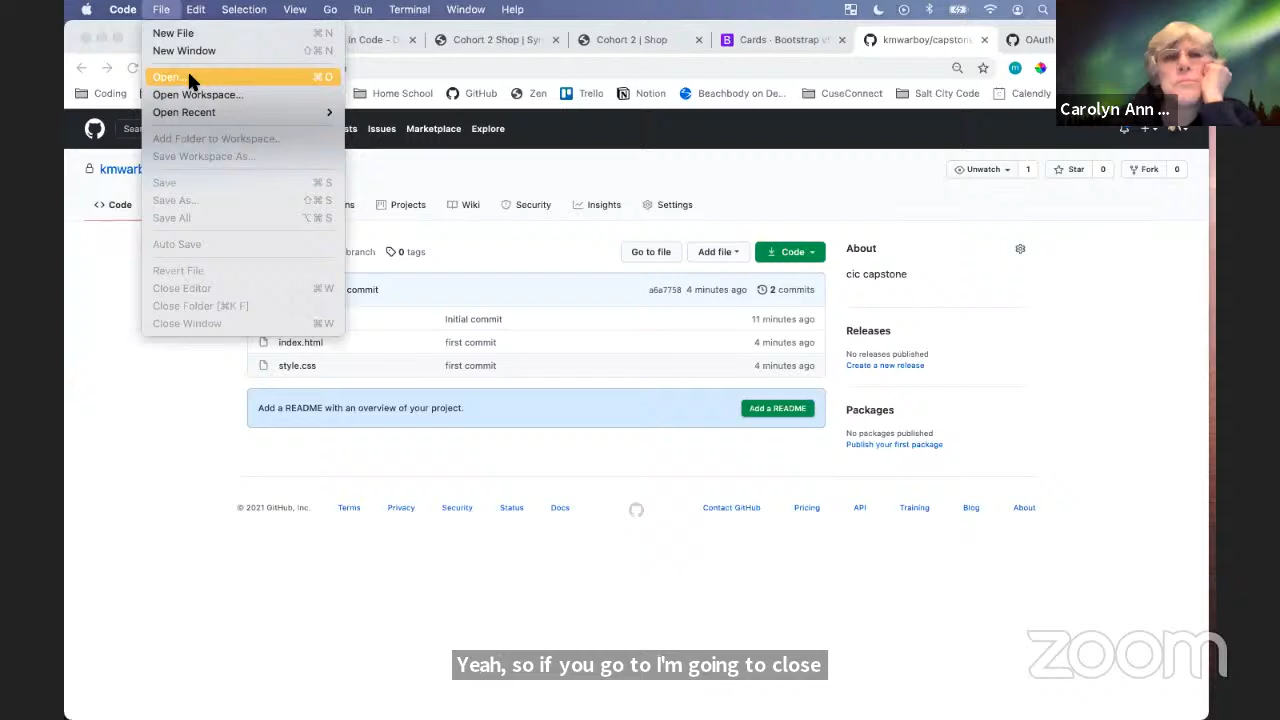 Code File Edit Selection View Go Run Terminal Window Help
New File ⌘ N
New Window ⇧⌘ N
Open... ⌘ O
Open Workspace...
Open Recent
Add Folder to Workspace...
Save Workspace As...
Save ⌘ S
Save As... ⇧⌘ S
Save All ⌥⌘ S
Auto Save
Revert File
Close Editor ⌘ W
Close Folder [⌘K F]
Close Window ⌘ W
in Code - D Cohort 2 Shop | Syr Cohort 2 | Shop Cards · Bootstrap v! kmwarboy/capstone OAuth
Coding Home School GitHub Zen Trello Notion Beachbody on De... CuseConnect Salt City Code Calendly
Sear sts Issues Marketplace Explore
kmwarb Unwatch 1 Star 0 Fork 0
Code ns Projects Wiki Security Insights Settings
branch 0 tags Go to file Add file Code
commit a6a7758 4 minutes ago 2 commits
Initial commit 11 minutes ago
index.html first commit 4 minutes ago
style.css first commit 4 minutes ago
Add a README with an overview of your project. Add a README
About
cic capstone
Releases
No releases published
Create a new release
Packages
No packages published
Publish your first package
© 2021 GitHub, Inc. Terms Privacy Security Status Docs Contact GitHub Pricing API Training Blog About
Carolyn Ann ...
Yeah, so if you go to I'm going to close
zoom